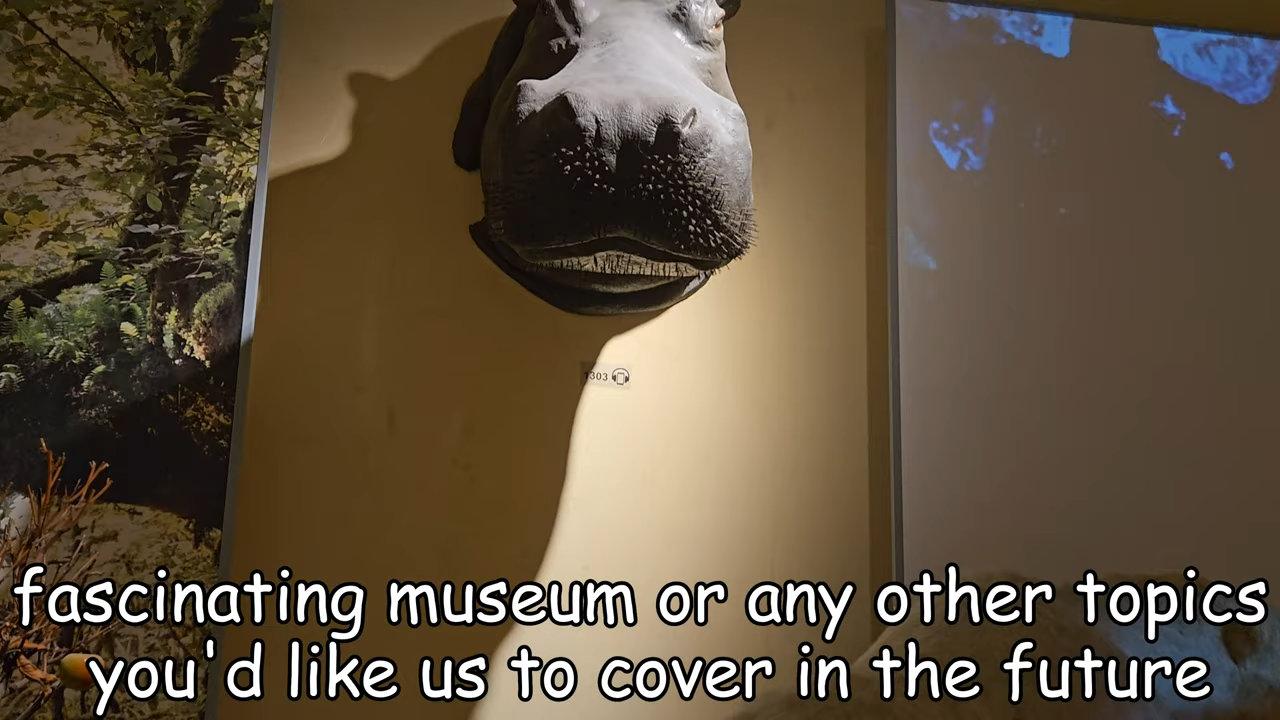 1303
fascinating museum or any other topics
you'd like us to cover in the future